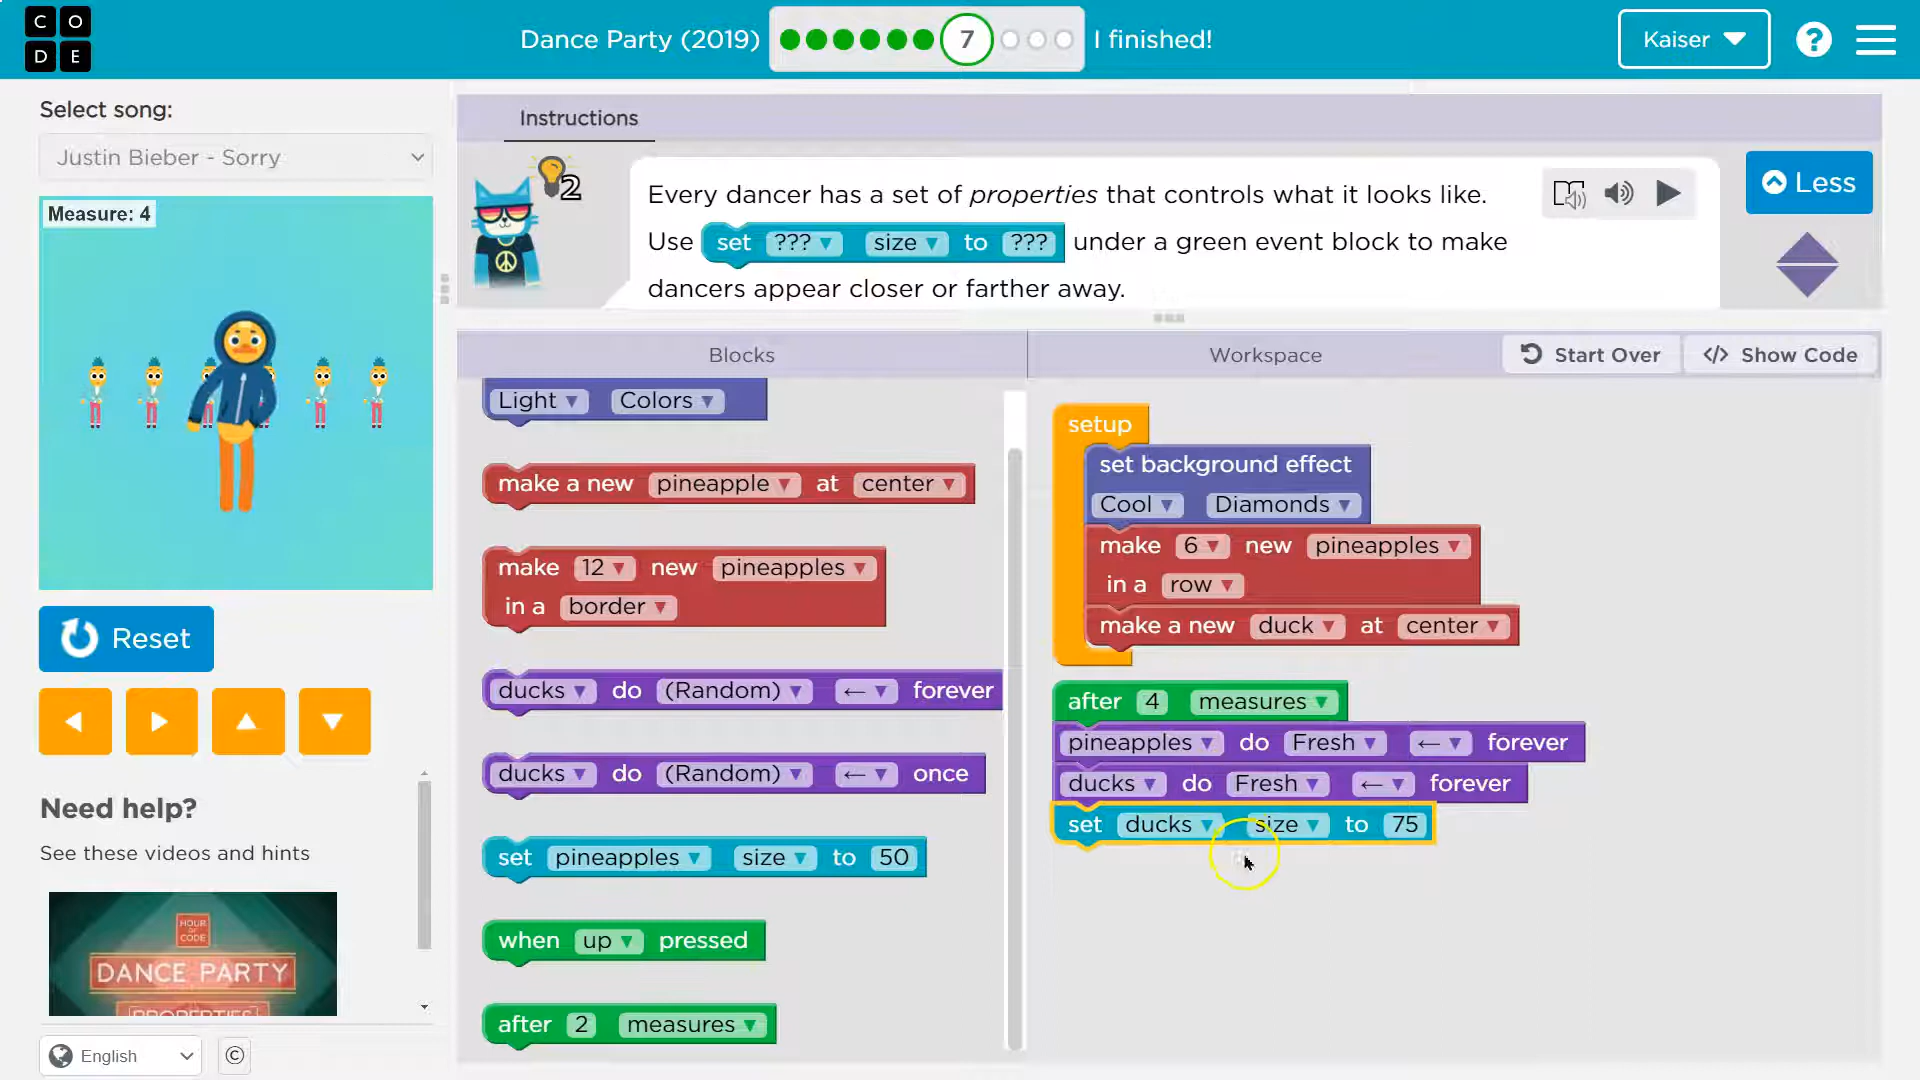 C O
D E
Dance Party (2019)
7
I finished!
Kaiser
?
Select song:
Justin Bieber - Sorry
Measure: 4
Reset
Need help?
See these videos and hints
HOUR OF CODE
DANCE PARTY
PROPERTIES
English
©
Instructions
2
Every dancer has a set of properties that controls what it looks like.
Use set ??? size to ??? under a green event block to make
dancers appear closer or farther away.
Less
Blocks
Light Colors
make a new pineapple at center
make 12 new pineapples
in a border
ducks do (Random) ← forever
ducks do (Random) ← once
set pineapples size to 50
when up pressed
after 2 measures
Workspace
Start Over
</> Show Code
setup
set background effect
Cool Diamonds
make 6 new pineapples
in a row
make a new duck at center
after 4 measures
pineapples do Fresh ← forever
ducks do Fresh ← forever
set ducks size to 75